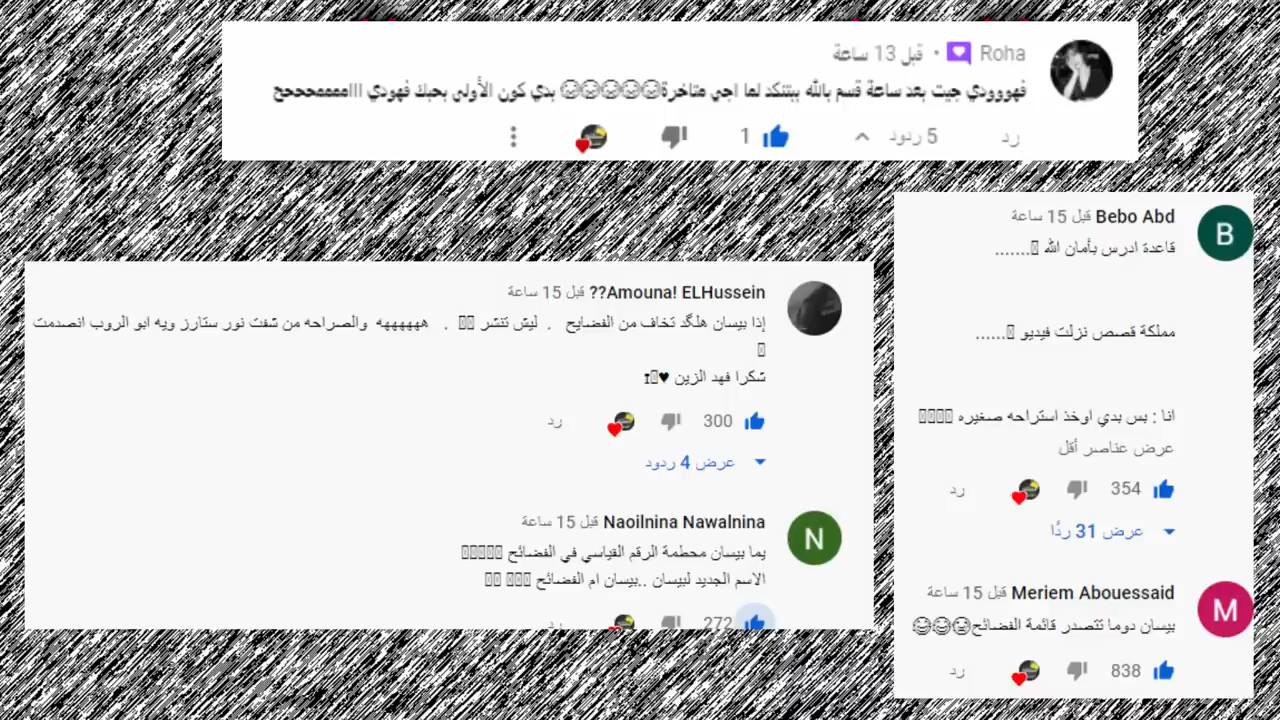 Roha • قبل 13 ساعة
فهووودي جيت بعد ساعة قسم بالله بيتنكد لما اجي متاخرة😂😂😂😂😂 بدي كون الأولى بحبك فهودي اااممممححح
رد 5 ردود 1
Bebo Abd قبل 15 ساعة
B
قاعدة ادرس بأمان الله .......
مملكة قصص نزلت فيديو ......
انا : بس بدي اوخذ استراحه صغيره
عرض عناصر أقل
354 رد
عرض 31 ردًا
Meriem Abouessaid قبل 15 ساعة
M
بيسان دوما تتصدر قائمة الفضائح😂😂😂
838 رد
Amouna! ELHussein?? قبل 15 ساعة
إذا بيسان هلگد تخاف من الفضايح . ليش تنشر . هههههه والصراحه من شفت نور ستارز ويه ابو الروب انصدمت
شكرا فهد الزين ♥
300 رد
عرض 4 ردود
Naoilnina Nawalnina قبل 15 ساعة
N
يما بيسان محطمة الرقم القياسي في الفضائح
الاسم الجديد لبيسان ..بيسان ام الفضائح
272 رد